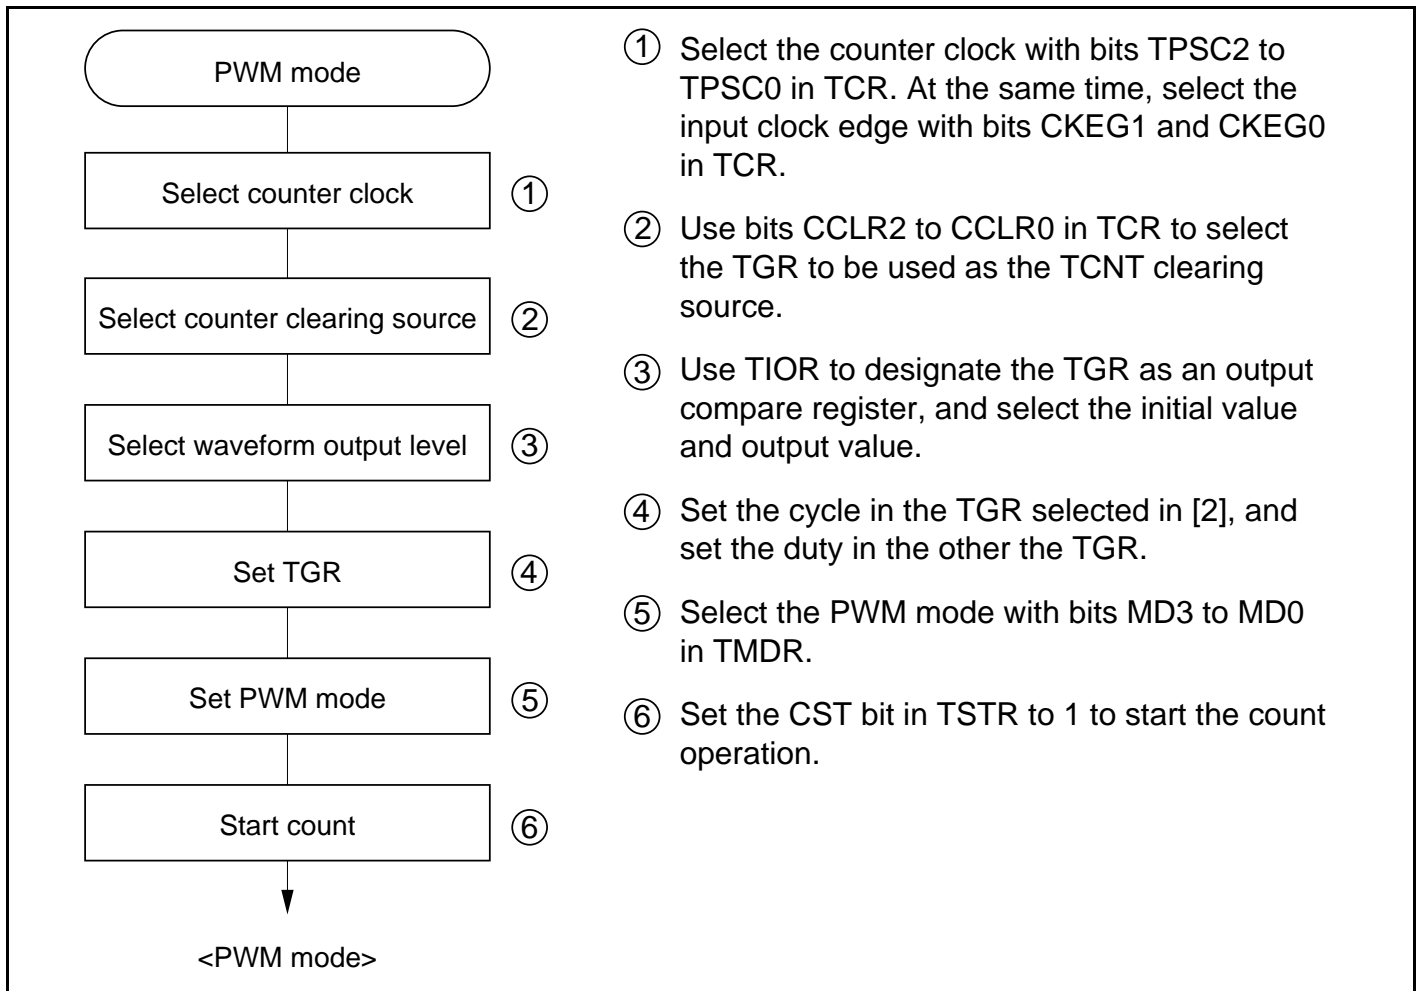 PWM mode
Select counter clock
①
Select counter clearing source
②
Select waveform output level
③
Set TGR
④
Set PWM mode
⑤
Start count
⑥
<PWM mode>
① Select the counter clock with bits TPSC2 to
TPSC0 in TCR. At the same time, select the
input clock edge with bits CKEG1 and CKEG0
in TCR.
② Use bits CCLR2 to CCLR0 in TCR to select
the TGR to be used as the TCNT clearing
source.
③ Use TIOR to designate the TGR as an output
compare register, and select the initial value
and output value.
④ Set the cycle in the TGR selected in [2], and
set the duty in the other the TGR.
⑤ Select the PWM mode with bits MD3 to MD0
in TMDR.
⑥ Set the CST bit in TSTR to 1 to start the count
operation.